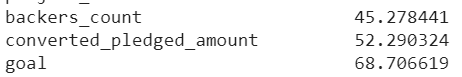 backers_count 45.278441
converted_pledged_amount 52.290324
goal 68.706619